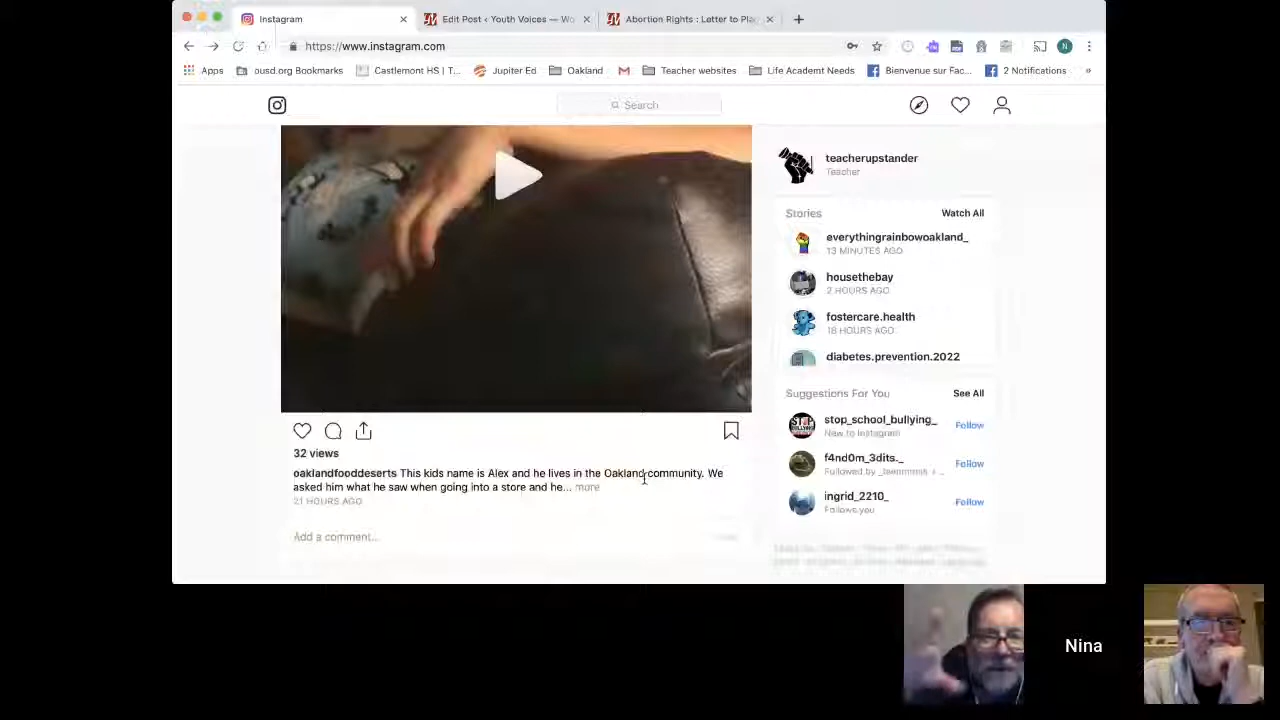 Instagram
Edit Post ‹ Youth Voices — Wo
Abortion Rights : Letter to Pla
https://www.instagram.com
Apps
ousd.org Bookmarks
Castlemont HS | T...
Jupiter Ed
Oakland
Teacher websites
Life Academt Needs
Bienvenue sur Fac...
2 Notifications
»
N
Search
teacherupstander
Teacher
Stories
Watch All
everythingrainbowoakland_
13 MINUTES AGO
housethebay
2 HOURS AGO
fostercare.health
18 HOURS AGO
diabetes.prevention.2022
Suggestions For You
See All
stop_school_bullying_
New to Instagram
Follow
f4nd0m_3dits._
Followed by
Follow
ingrid_2210_
Follows you
Follow
32 views
oaklandfooddeserts This kids name is Alex and he lives in the Oakland community. We
asked him what he saw when going into a store and he... more
21 HOURS AGO
Add a comment...
Nina